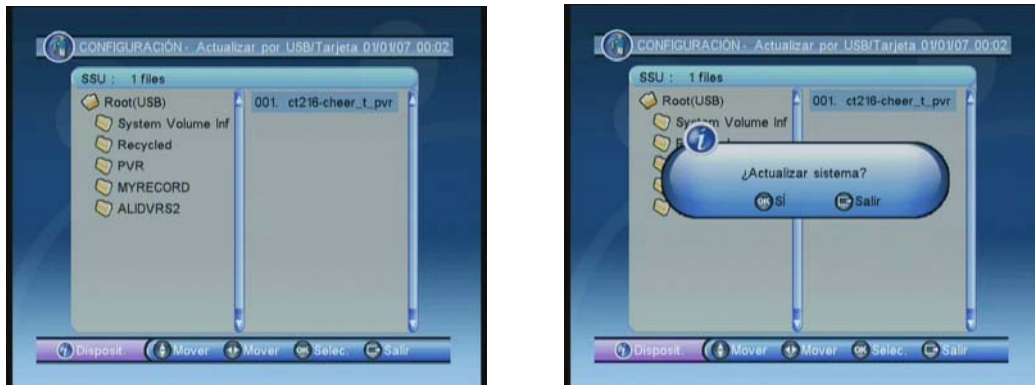 CONFIGURACIÓN - Actualizar por USB/Tarjeta 01/01/07 00:02
SSU : 1 files
Root(USB)
System Volume Inf
Recycled
PVR
MYRECORD
ALIDVRS2
001. ct216-cheer_t_pvr
Disposit. Mover Mover OK Selec. Salir
CONFIGURACIÓN - Actualizar por USB/Tarjeta 01/01/07 00:02
SSU : 1 files
Root(USB)
System Volume Inf
001. ct216-cheer_t_pvr
¿Actualizar sistema?
OK SÍ Salir
Disposit. Mover Mover OK Selec. Salir